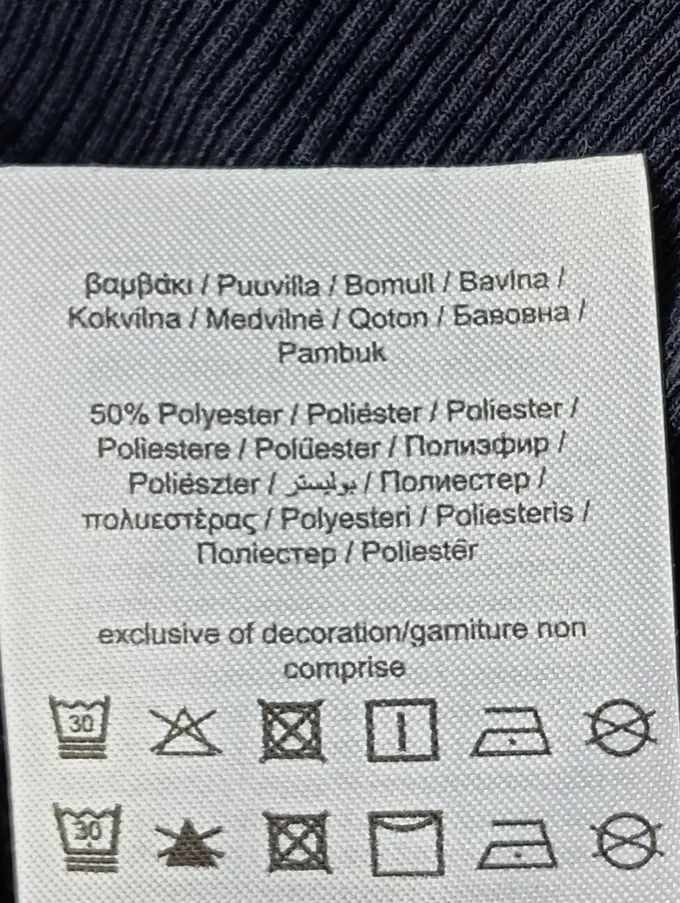 βαμβάκι / Puuvilla / Bomull / Bavlna /
Kokvilna / Medvilnė / Qoton / Бавовна /
Pambuk
50% Polyester / Poliéster / Poliester /
Poliestere / Polüester / Полиэфир /
Poliészter / بوليستر / Полиестер /
πολυεστέρας / Polyesteri / Poliesteris /
Поліестер / Poliestër
exclusive of decoration/garniture non
comprise
30
30